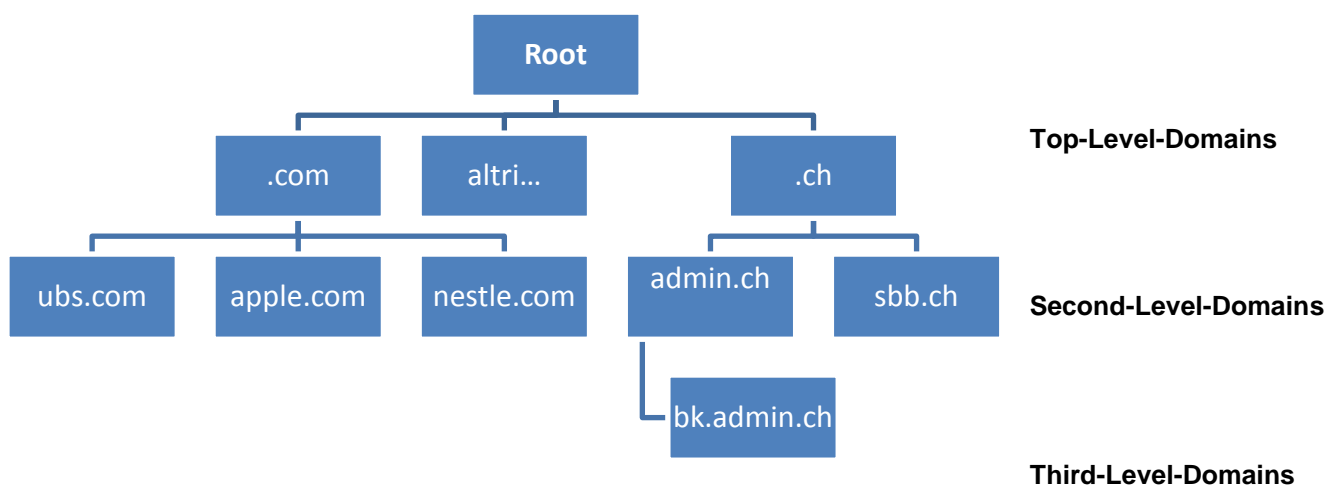 Root
Top-Level-Domains
.com
altri...
.ch
ubs.com
apple.com
nestle.com
admin.ch
sbb.ch
Second-Level-Domains
bk.admin.ch
Third-Level-Domains